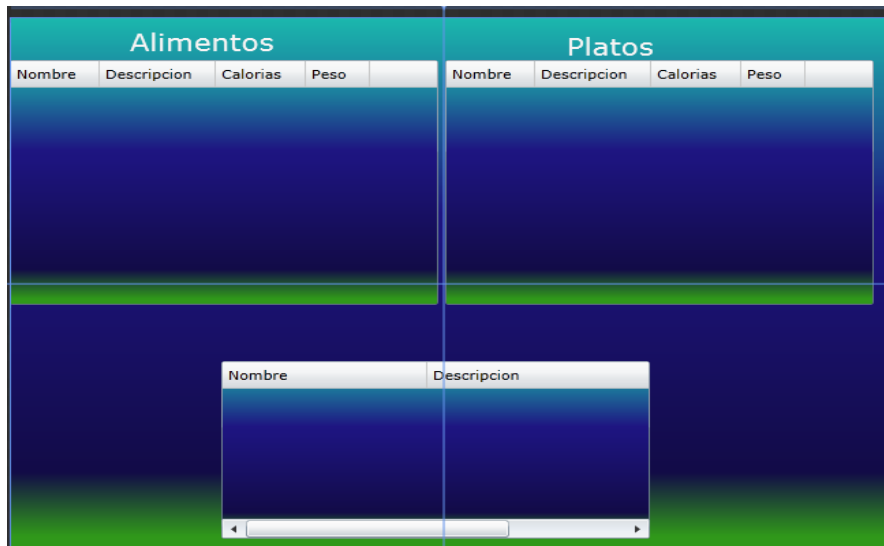 Alimentos
Platos
Nombre Descripcion Calorias Peso
Nombre Descripcion Calorias Peso
Nombre Descripcion